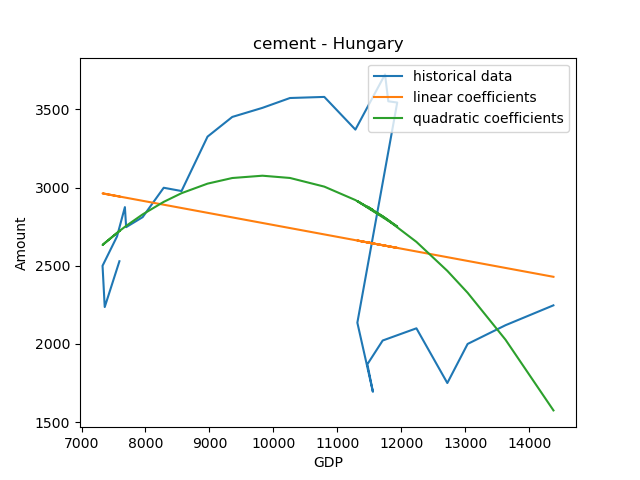 cement - Hungary
historical data
linear coefficients
quadratic coefficients
3500
3000
2500
2000
1500
Amount
7000 8000 9000 10000 11000 12000 13000 14000
GDP